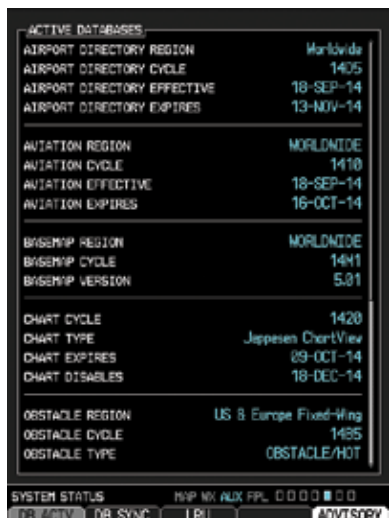 ACTIVE DATABASES
AIRPORT DIRECTORY REGION Worldwide
AIRPORT DIRECTORY CYCLE 14D5
AIRPORT DIRECTORY EFFECTIVE 18-SEP-14
AIRPORT DIRECTORY EXPIRES 13-NOV-14
AVIATION REGION WORLDWIDE
AVIATION CYCLE 1410
AVIATION EFFECTIVE 18-SEP-14
AVIATION EXPIRES 16-OCT-14
BASEMAP REGION WORLDWIDE
BASEMAP CYCLE 14M1
BASEMAP VERSION 5.01
CHART CYCLE 1420
CHART TYPE Jeppesen ChartView
CHART EXPIRES 09-OCT-14
CHART DISABLES 18-DEC-14
OBSTACLE REGION US & Europe Fixed-Wing
OBSTACLE CYCLE
OBSTACLE TYPE OBSTACLE/HOT
SYSTEM STATUS MAP WX AUX FPL
DB ACTV DB SYNC LRU ADVISORY